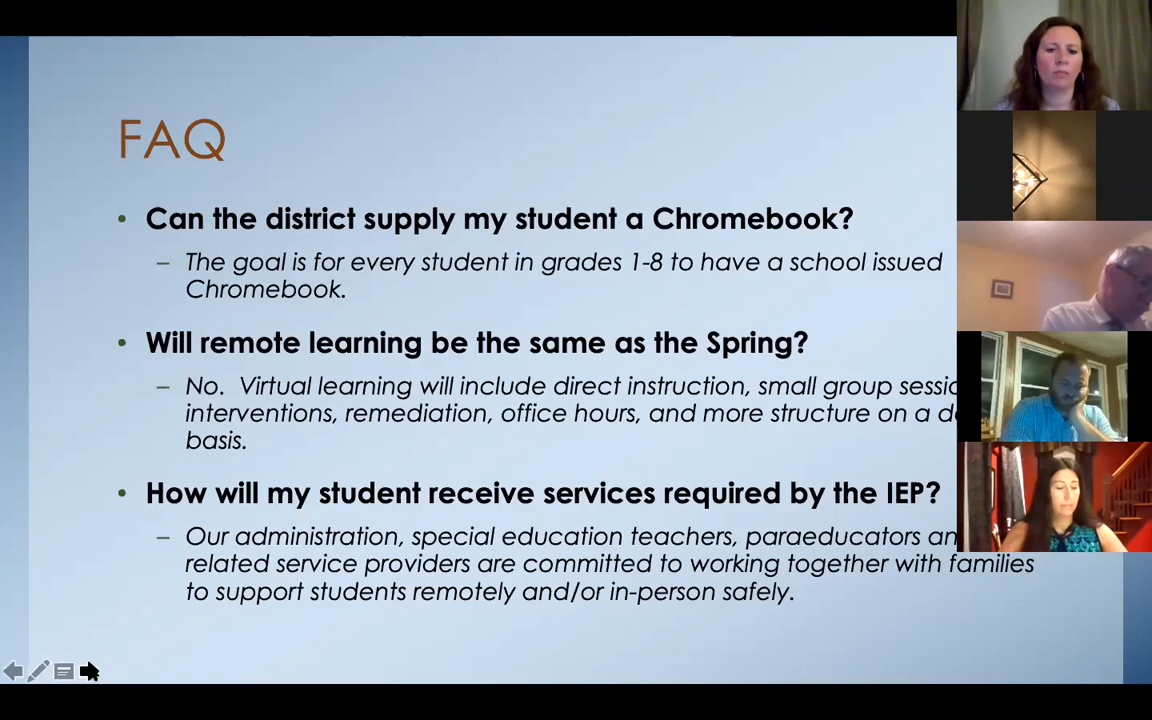 FAQ
• Can the district supply my student a Chromebook?
– The goal is for every student in grades 1-8 to have a school issued
Chromebook.
• Will remote learning be the same as the Spring?
– No. Virtual learning will include direct instruction, small group
interventions, remediation, office hours, and more structure on a
basis.
• How will my student receive services required by the IEP?
– Our administration, special education teachers, paraeducators
related service providers are committed to working together with families
to support students remotely and/or in-person safely.